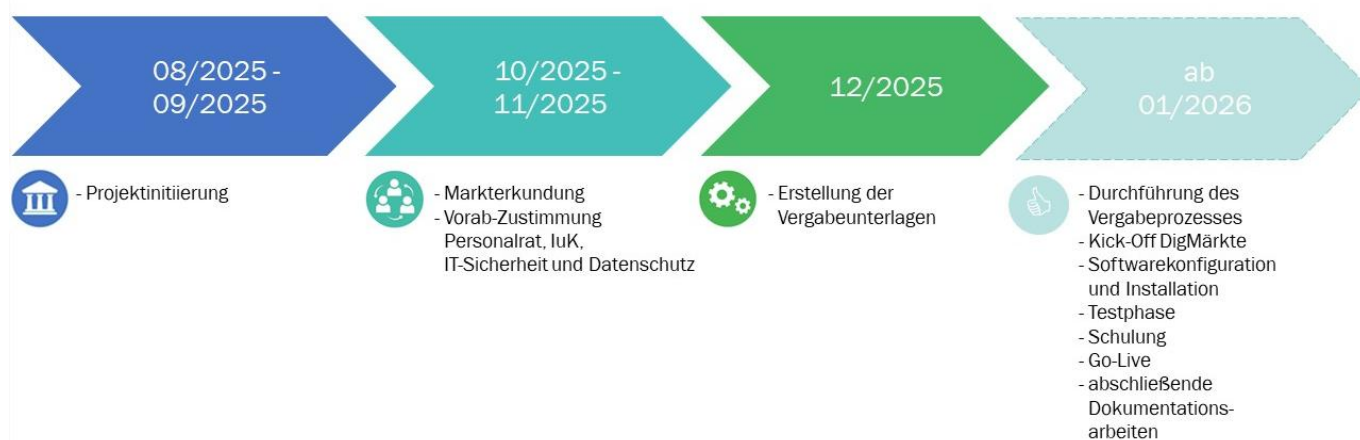 08/2025 -
09/2025
10/2025 -
11/2025
12/2025
ab
01/2026
- Projektinitiierung
- Markterkundung
- Vorab-Zustimmung
Personalrat, IuK,
IT-Sicherheit und Datenschutz
- Erstellung der
Vergabeunterlagen
- Durchführung des
Vergabeprozesses
- Kick-Off DigMärkte
- Softwarekonfiguration
und Installation
- Testphase
- Schulung
- Go-Live
- abschließende
Dokumentations-
arbeiten